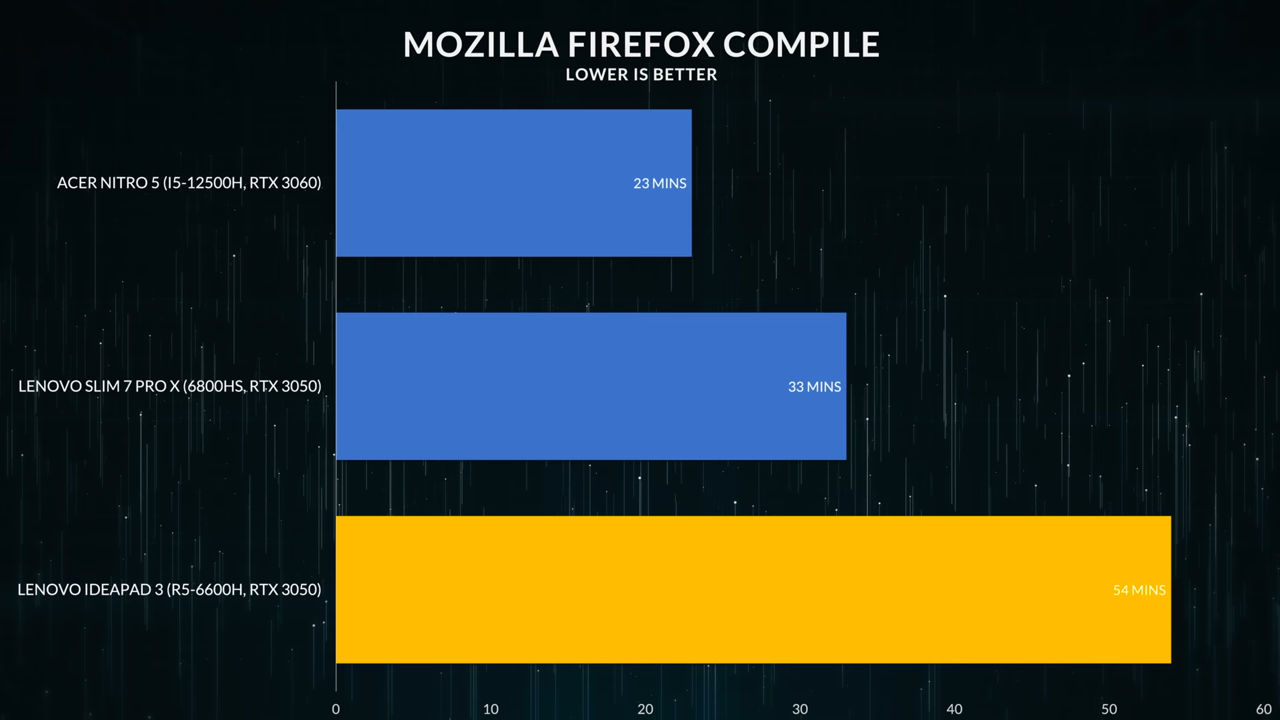 MOZILLA FIREFOX COMPILE
LOWER IS BETTER
ACER NITRO 5 (I5-12500H, RTX 3060)
23 MINS
LENOVO SLIM 7 PRO X (6800HS, RTX 3050)
33 MINS
LENOVO IDEAPAD 3 (R5-6600H, RTX 3050)
54 MINS
0 10 20 30 40 50 60